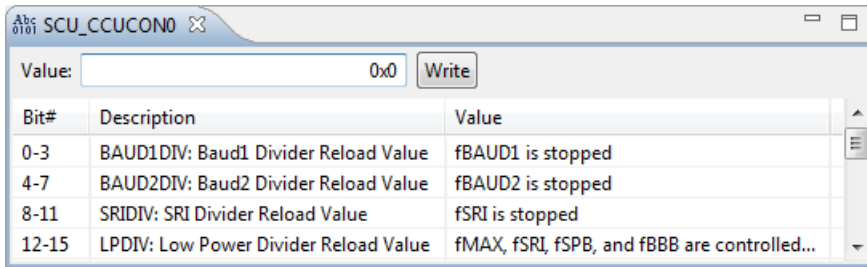 Abc 0101 SCU_CCUCON0
Value: 0x0 Write
Bit# Description Value
0-3 BAUD1DIV: Baud1 Divider Reload Value fBAUD1 is stopped
4-7 BAUD2DIV: Baud2 Divider Reload Value fBAUD2 is stopped
8-11 SRIDIV: SRI Divider Reload Value fSRI is stopped
12-15 LPDIV: Low Power Divider Reload Value fMAX, fSRI, fSPB, and fBBB are controlled...